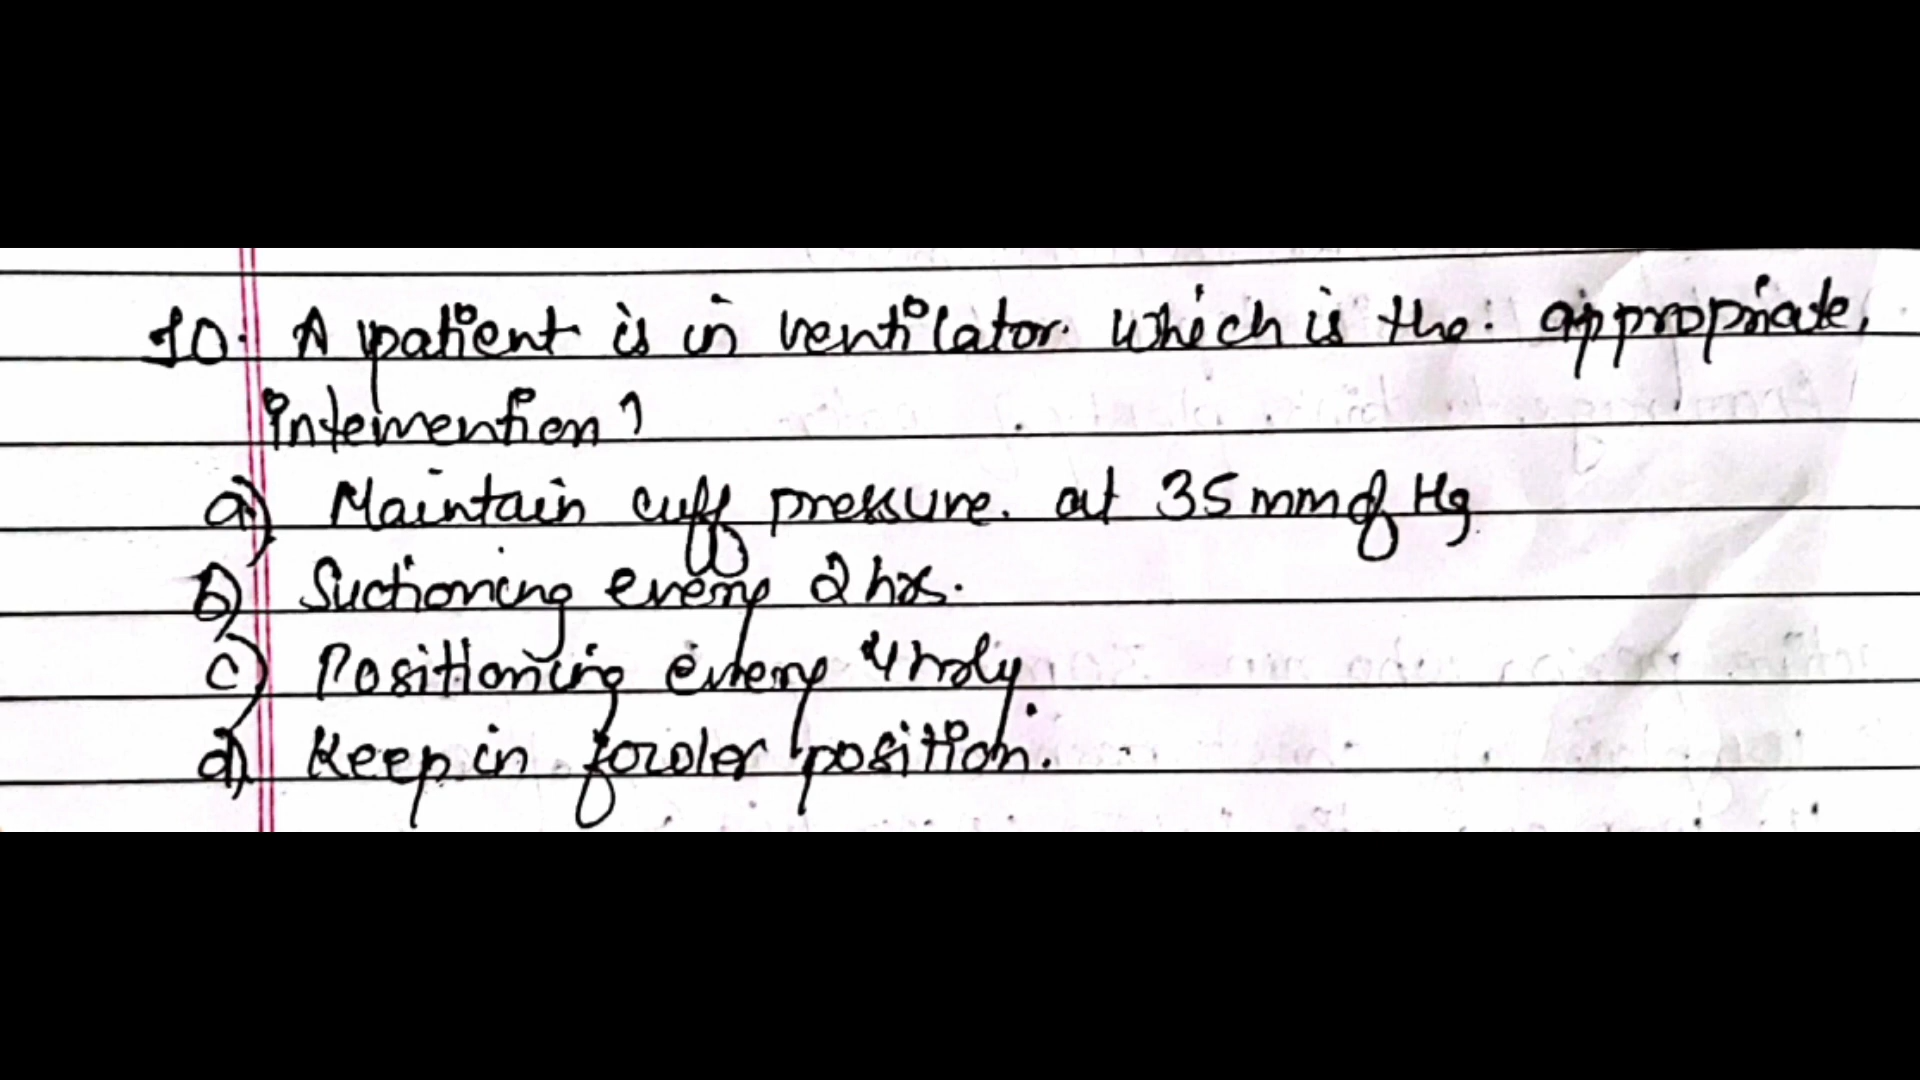 10. A patient is in ventilator. Which is the appropriate
intervention?
a) Maintain cuff pressure. at 35 mm of Hg
b) Suctioning every 2 hrs.
c) Positioning every 4 hrly.
d) Keep in fowler position.